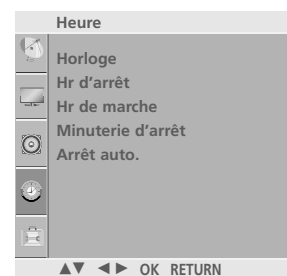 Heure
Horloge
Hr d'arrêt
Hr de marche
Minuterie d'arrêt
Arrêt auto.
▲▼ ◄► OK RETURN